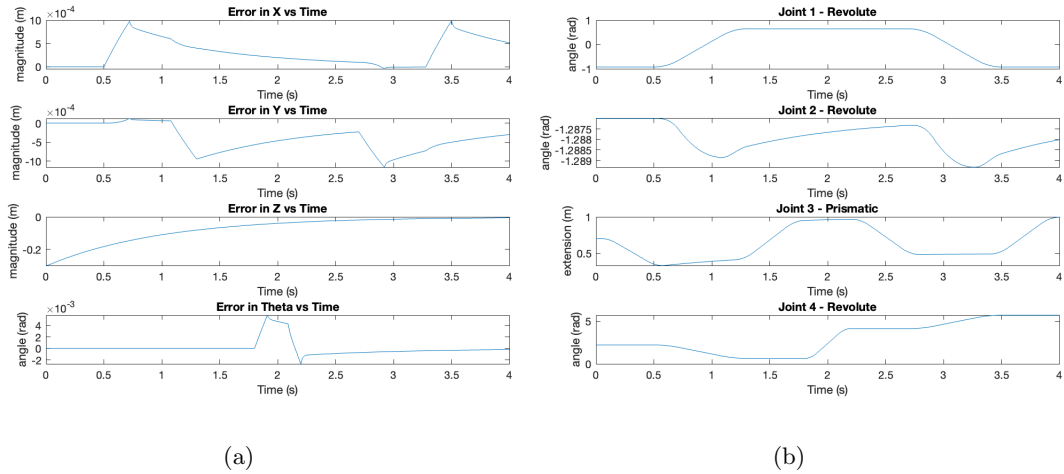 Error in X vs Time
×10⁻⁴
magnitude (m)
10
5
0
0 0.5 1 1.5 2 2.5 3 3.5 4
Time (s)
Error in Y vs Time
×10⁻⁴
magnitude (m)
0
-5
-10
0 0.5 1 1.5 2 2.5 3 3.5 4
Time (s)
Error in Z vs Time
magnitude (m)
0
-0.2
0 0.5 1 1.5 2 2.5 3 3.5 4
Time (s)
Error in Theta vs Time
×10⁻³
angle (rad)
4
2
0
-2
0 0.5 1 1.5 2 2.5 3 3.5 4
Time (s)
(a)
Joint 1 - Revolute
angle (rad)
1
0
-1
0 0.5 1 1.5 2 2.5 3 3.5 4
Time (s)
Joint 2 - Revolute
angle (rad)
-1.2875
-1.288
-1.2885
-1.289
0 0.5 1 1.5 2 2.5 3 3.5 4
Time (s)
Joint 3 - Prismatic
extension (m)
1
0.5
0 0.5 1 1.5 2 2.5 3 3.5 4
Time (s)
Joint 4 - Revolute
angle (rad)
5
0
0 0.5 1 1.5 2 2.5 3 3.5 4
Time (s)
(b)